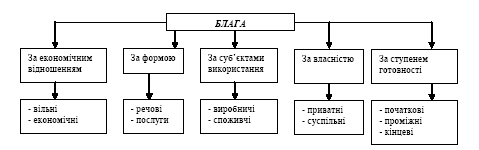 БЛАГА
За економічним
відношенням
За формою
За суб’єктами
використання
За власністю
За ступенем
готовності
- вільні
- економічні
- речові
- послуги
- виробничі
- споживчі
- приватні
- суспільні
- початкові
- проміжні
- кінцеві